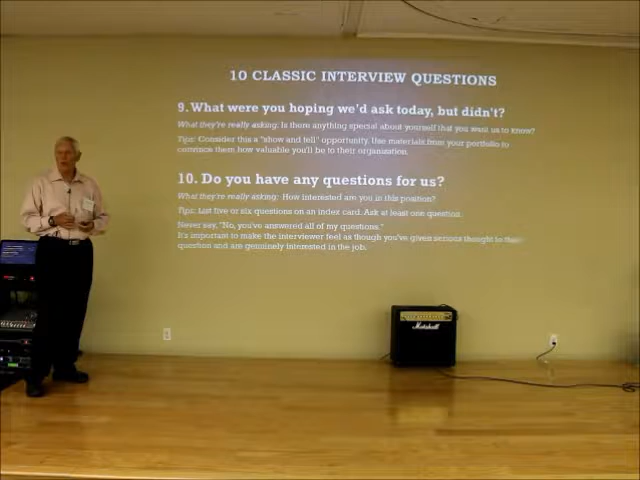 10 CLASSIC INTERVIEW QUESTIONS
9. What were you hoping we'd ask today, but didn't?
What they're really asking: Is there anything special about yourself that you want us to know?
Tips: Consider this a "show and tell" opportunity. Use materials from your portfolio to
convince them how valuable you'll be to their organization.
10. Do you have any questions for us?
What they're really asking: How interested are you in this position?
Tips: List five or six questions on an index card. Ask at least one question.
Never say, "No, you've answered all of my questions."
It's important to make the interviewer feel as though you've given serious thought to their
question and are genuinely interested in the job.
Marshall